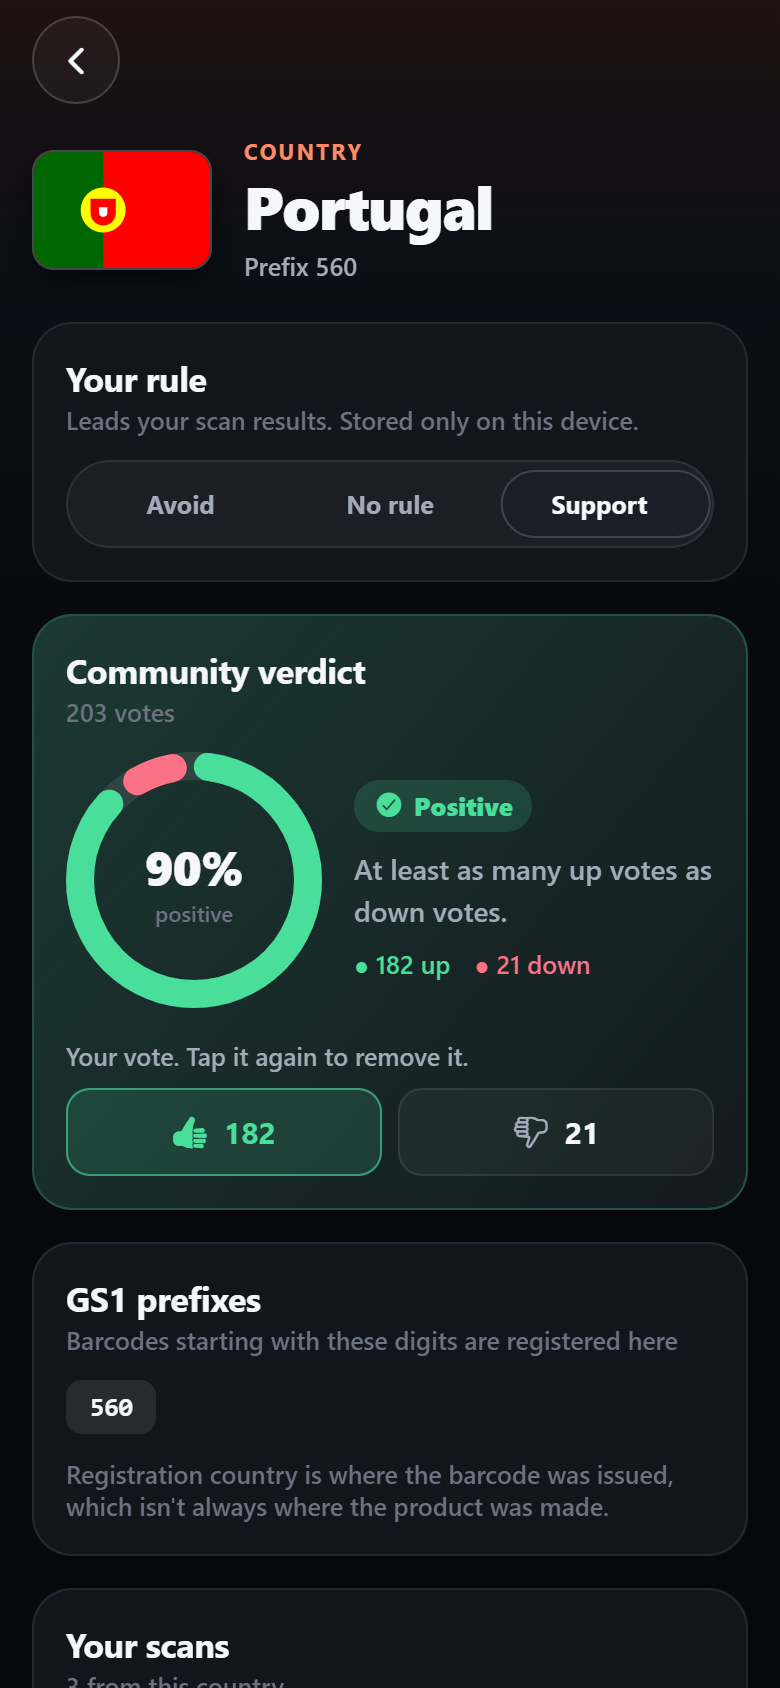 COUNTRY
Portugal
Prefix 560
Your rule
Leads your scan results. Stored only on this device.
Avoid
No rule
Support
Community verdict
203 votes
90%
positive
Positive
At least as many up votes as
down votes.
182 up
21 down
Your vote. Tap it again to remove it.
182
21
GS1 prefixes
Barcodes starting with these digits are registered here
560
Registration country is where the barcode was issued,
which isn't always where the product was made.
Your scans
3 from this country